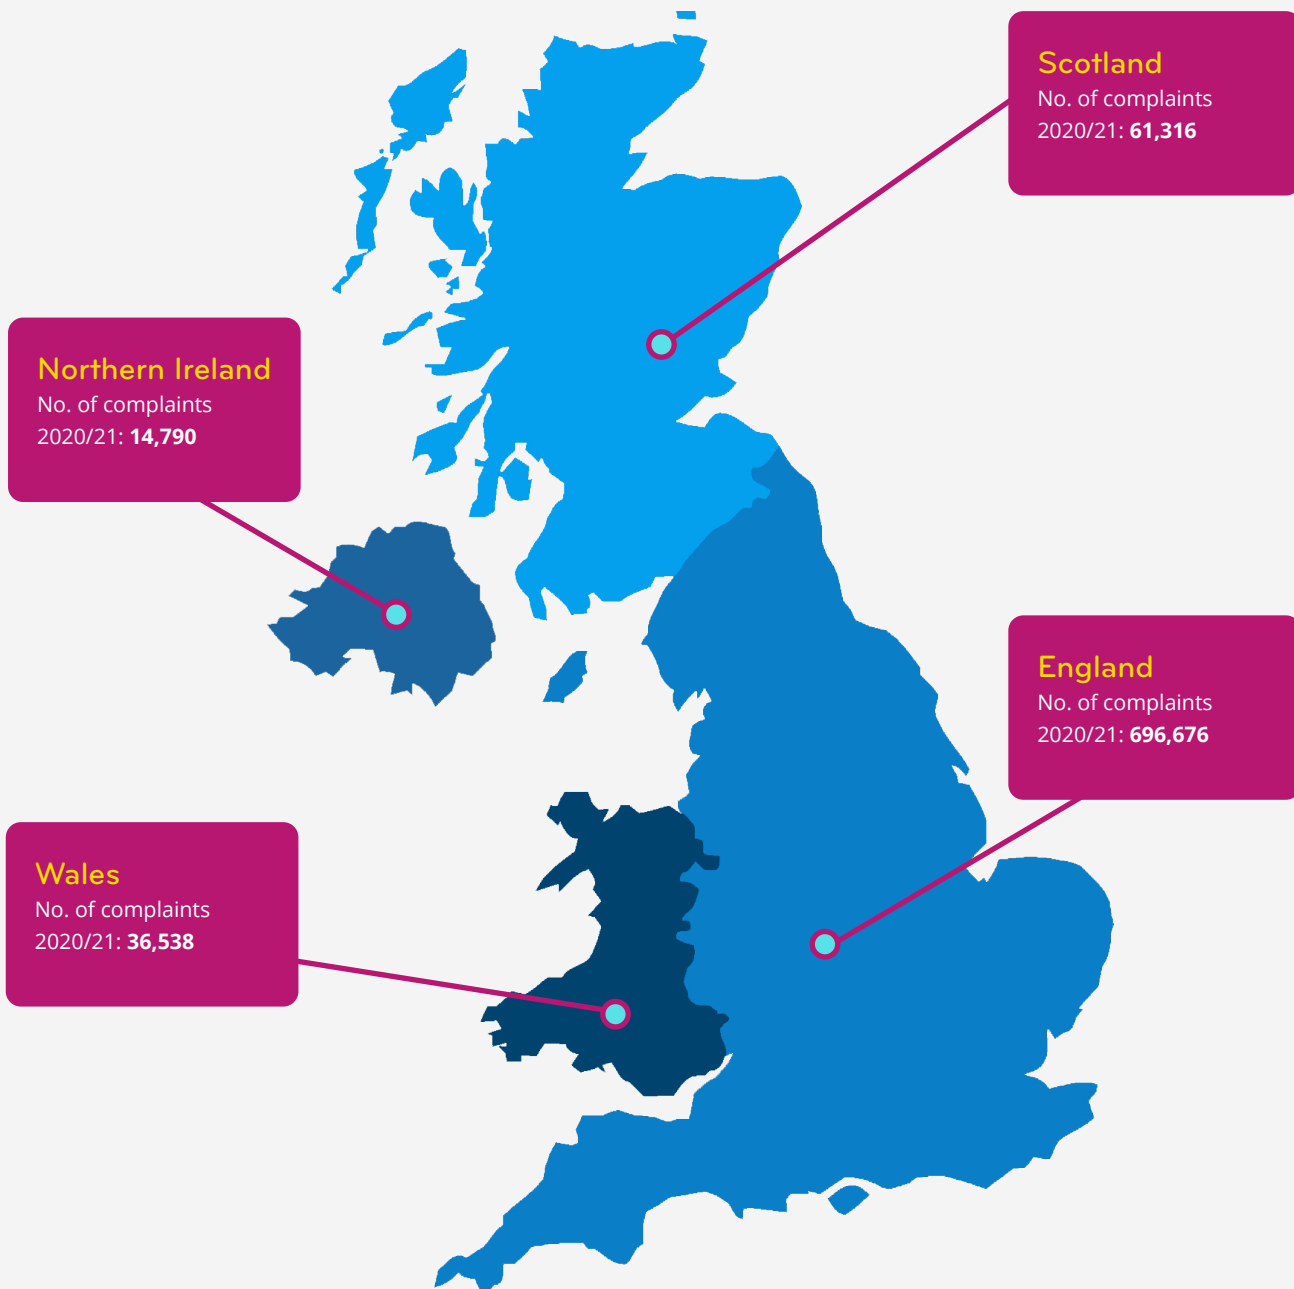 Scotland
No. of complaints
2020/21: 61,316
Northern Ireland
No. of complaints
2020/21: 14,790
England
No. of complaints
2020/21: 696,676
Wales
No. of complaints
2020/21: 36,538